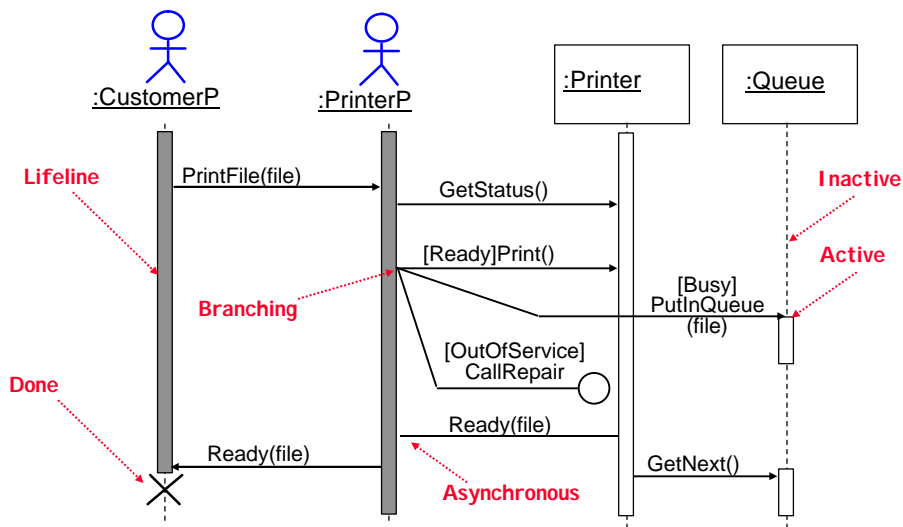 :CustomerP
:PrinterP
:Printer
:Queue
Lifeline
PrintFile(file)
GetStatus()
Inactive
[Ready]Print()
Active
Branching
[Busy]
PutInQueue
(file)
[OutOfService]
CallRepair
Done
Ready(file)
Ready(file)
GetNext()
Asynchronous